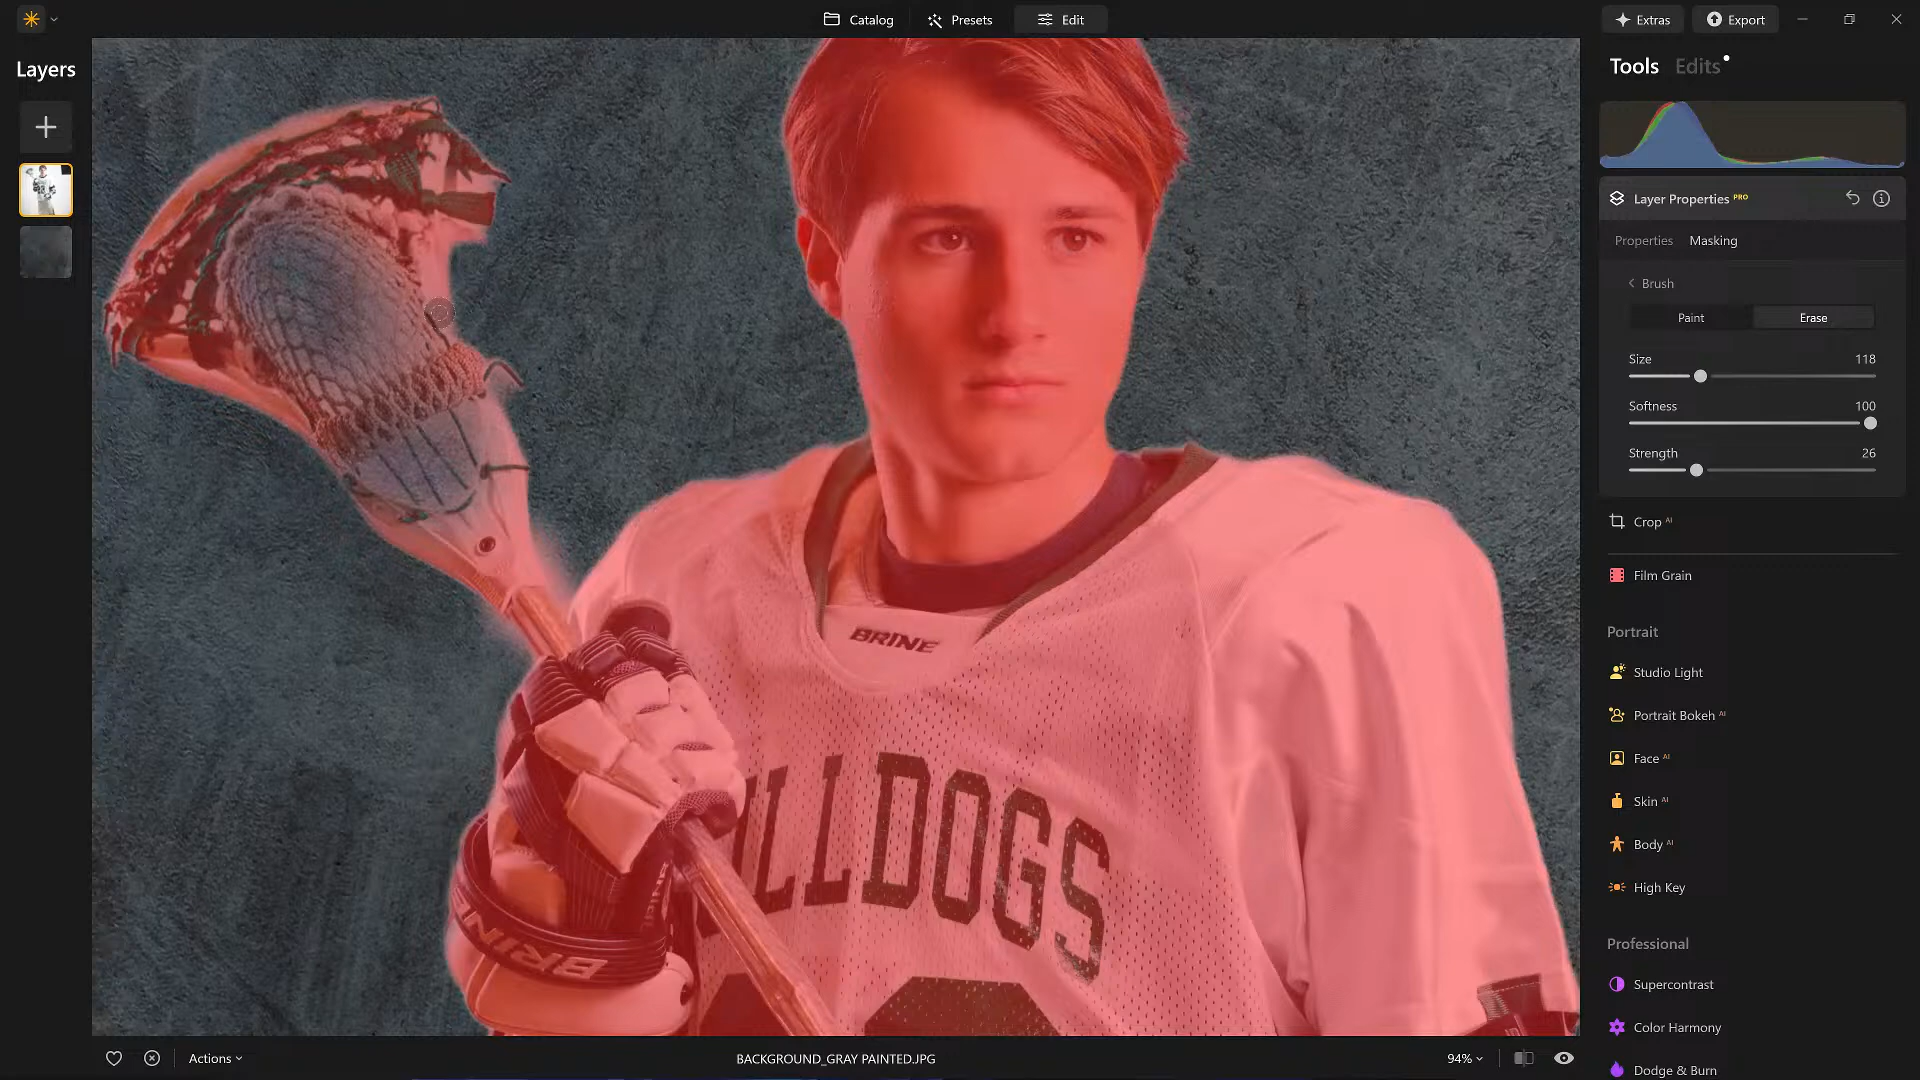 Catalog
Presets
Edit
Extras
Export
Layers
Tools
Edits
Layer Properties PRO
Properties
Masking
Brush
Paint
Erase
Size
118
Softness
100
Strength
26
Crop AI
Film Grain
Portrait
Studio Light
Portrait Bokeh AI
Face AI
Skin AI
Body AI
High Key
Professional
Supercontrast
Color Harmony
Dodge & Burn
BRINE
LLDOGS
BRIN
Actions
BACKGROUND_GRAY PAINTED.JPG
94%